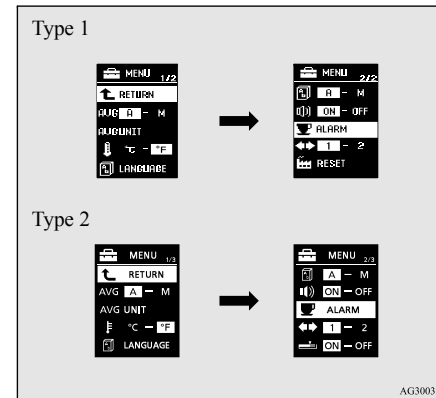 Type 1
MENU 1/2
RETURN
AVG A - M
AVG UNIT
°C - °F
LANGUAGE
MENU 2/2
A - M
ON - OFF
ALARM
1 - 2
RESET
Type 2
MENU 1/3
RETURN
AVG A - M
AVG UNIT
°C - °F
LANGUAGE
MENU 2/3
A - M
ON - OFF
ALARM
1 - 2
ON - OFF
AG3003